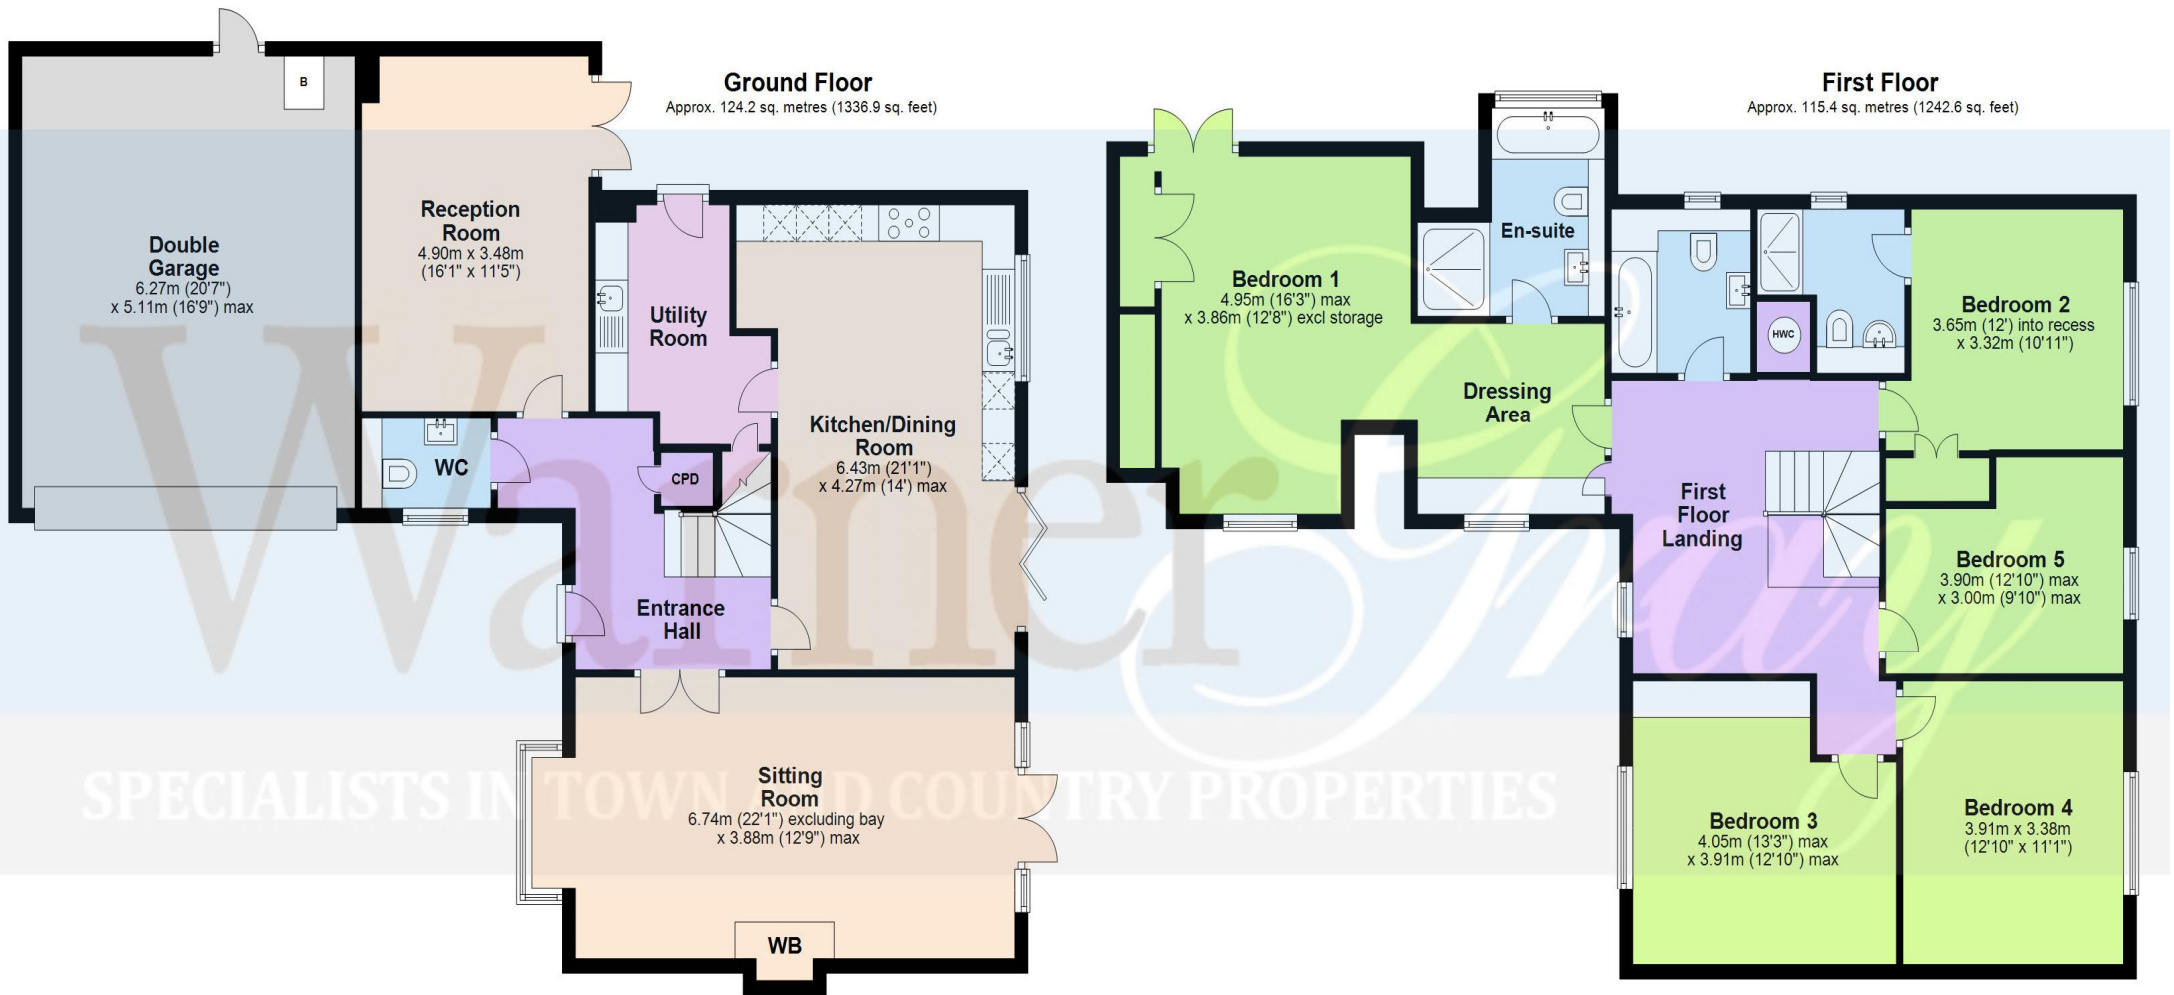 Ground Floor
Approx. 124.2 sq. metres (1336.9 sq. feet)
B
Double
Garage
6.27m (20'7")
x 5.11m (16'9") max
Reception
Room
4.90m x 3.48m
(16'1" x 11'5")
Utility
Room
WC
CPD
Kitchen/Dining
Room
6.43m (21'1")
x 4.27m (14') max
Entrance
Hall
Sitting
Room
6.74m (22'1") excluding bay
x 3.88m (12'9") max
WB
First Floor
Approx. 115.4 sq. metres (1242.6 sq. feet)
Bedroom 1
4.95m (16'3") max
x 3.86m (12'8") excl storage
En-suite
Dressing
Area
HWC
Bedroom 2
3.65m (12') into recess
x 3.32m (10'11")
First
Floor
Landing
Bedroom 5
3.90m (12'10") max
x 3.00m (9'10") max
Bedroom 3
4.05m (13'3") max
x 3.91m (12'10") max
Bedroom 4
3.91m x 3.38m
(12'10" x 11'1")
Warner Gray
SPECIALISTS IN TOWN AND COUNTRY PROPERTIES